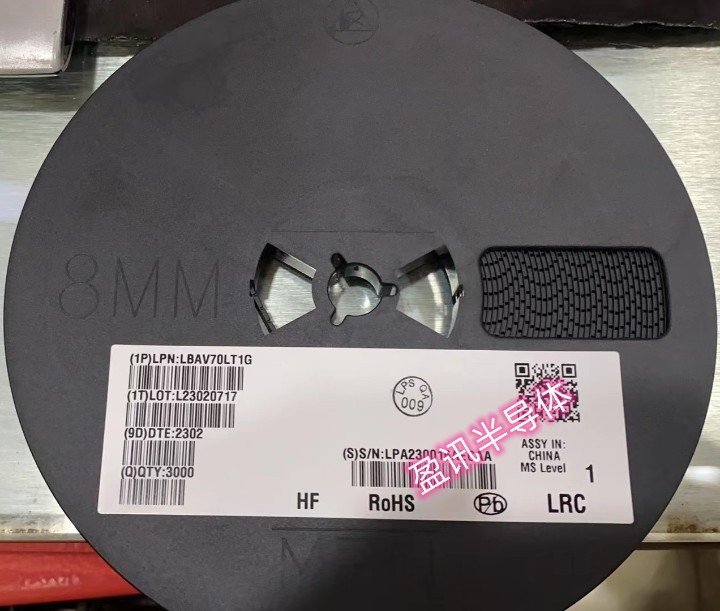 8MM
(1P)LPN:LBAV70LT1G
(1T)LOT:L23020717
(9D)DTE:2302
(Q)QTY:3000
LPS QA
009
ASSY IN:
CHINA
MS Level 1
盈讯半导体
HF RoHS Pb LRC